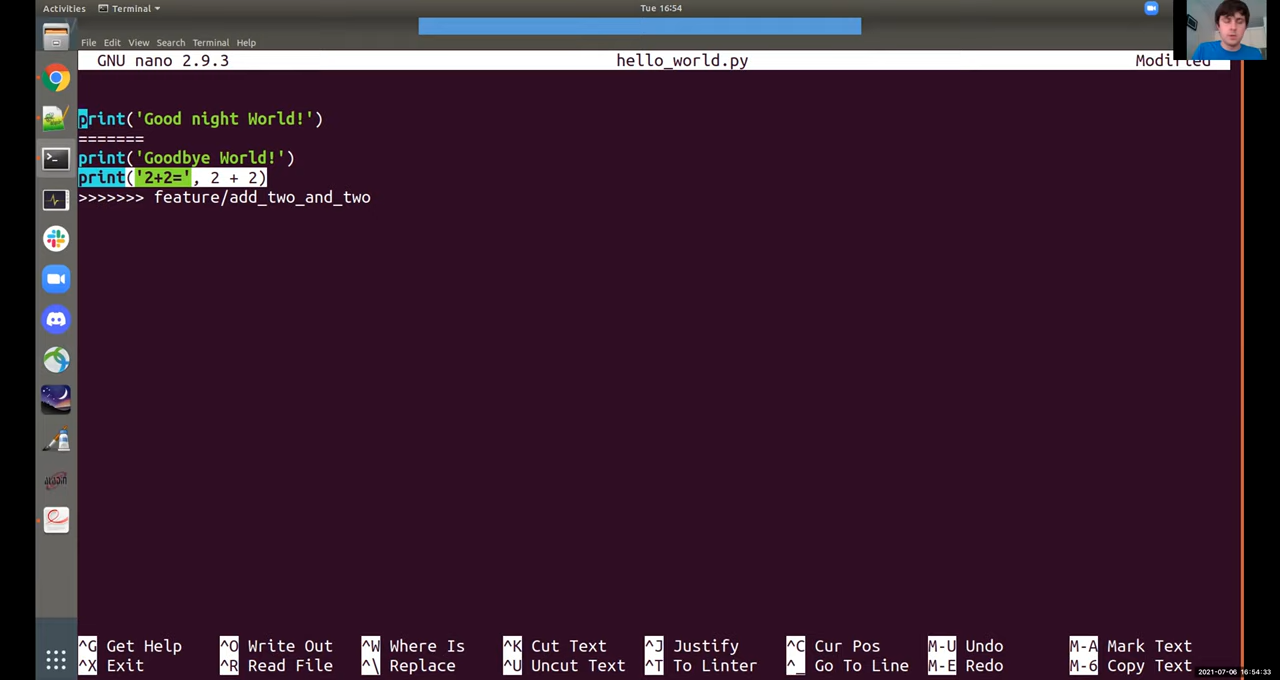 Activities Terminal Tue 16:54
File Edit View Search Terminal Help
GNU nano 2.9.3 hello_world.py Modified
print('Good night World!')
=======
print('Goodbye World!')
print('2+2=', 2 + 2)
>>>>>>> feature/add_two_and_two
^G Get Help ^O Write Out ^W Where Is ^K Cut Text ^J Justify ^C Cur Pos M-U Undo M-A Mark Text
^X Exit ^R Read File ^\ Replace ^U Uncut Text ^T To Linter ^_ Go To Line M-E Redo M-6 Copy Text
2021-07-06 16:54:33